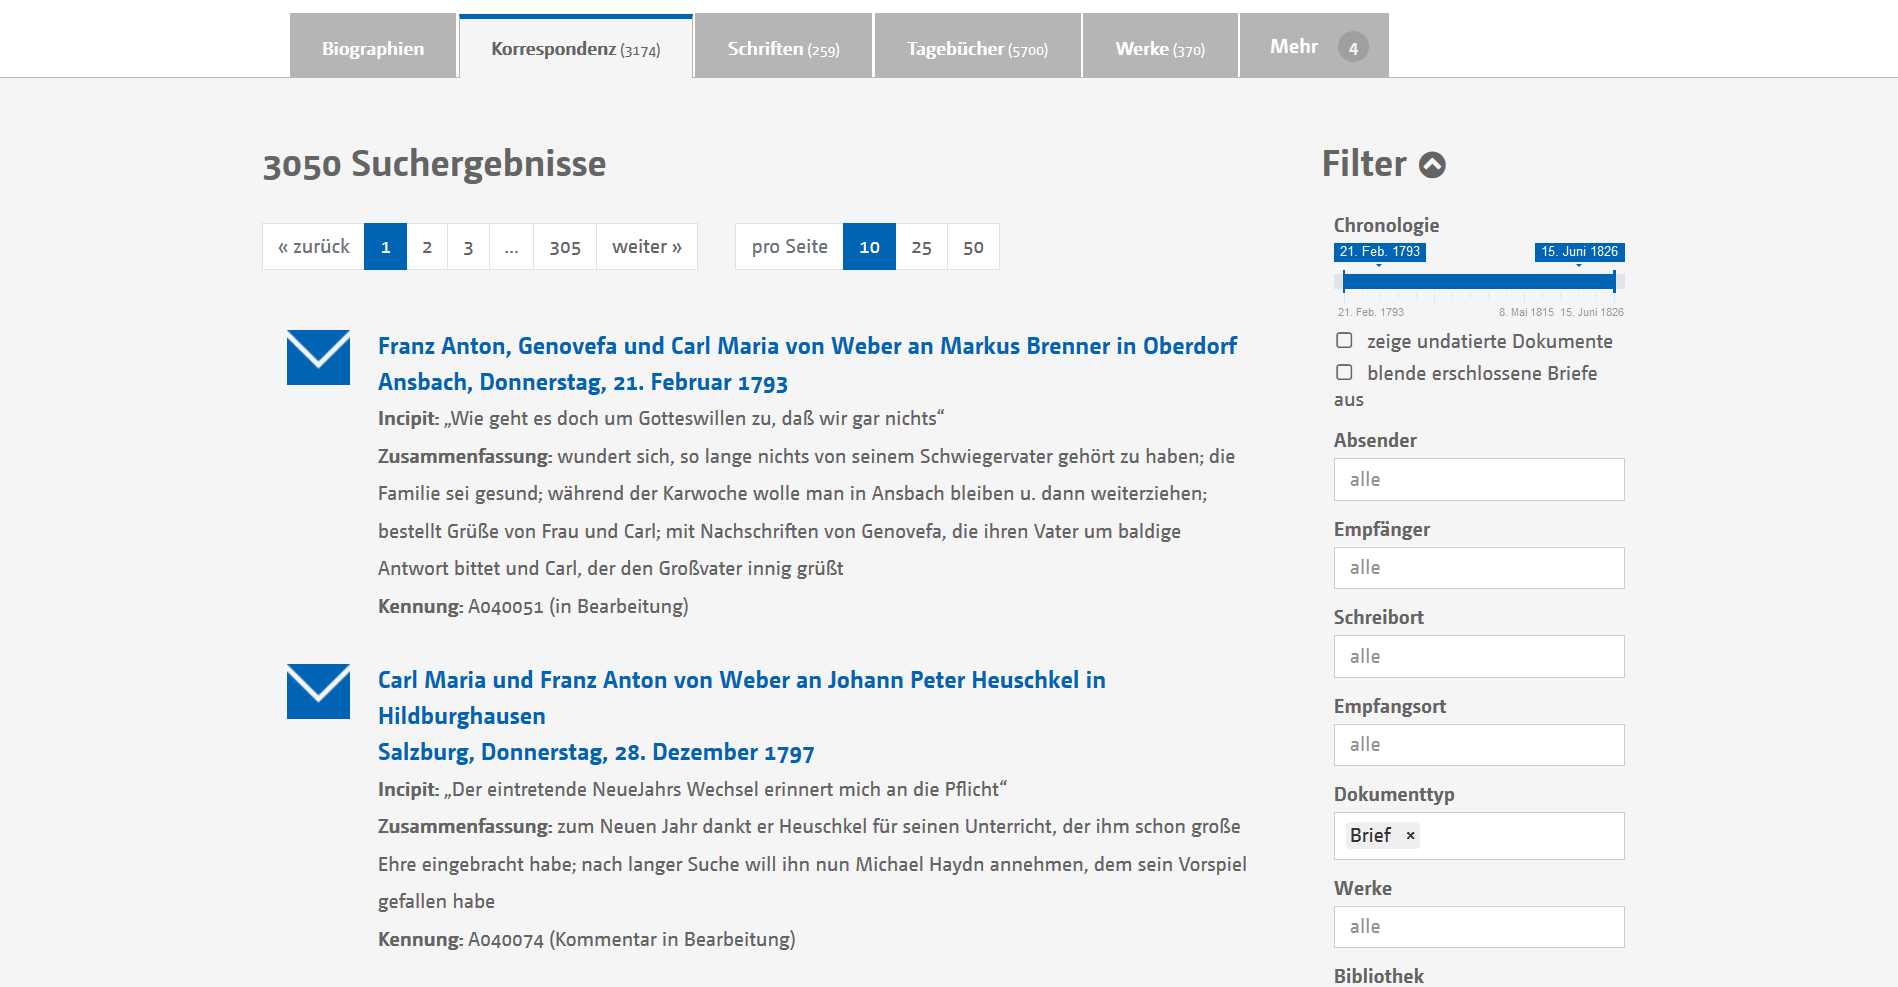 Biographien
Korrespondenz (3174)
Schriften (259)
Tagebücher (5700)
Werke (370)
Mehr 4
3050 Suchergebnisse
« zurück 1 2 3 ... 305 weiter »
pro Seite 10 25 50
Franz Anton, Genovefa und Carl Maria von Weber an Markus Brenner in Oberdorf
Ansbach, Donnerstag, 21. Februar 1793
Incipit: „Wie geht es doch um Gotteswillen zu, daß wir gar nichts“
Zusammenfassung: wundert sich, so lange nichts von seinem Schwiegervater gehört zu haben; die
Familie sei gesund; während der Karwoche wolle man in Ansbach bleiben u. dann weiterziehen;
bestellt Grüße von Frau und Carl; mit Nachschriften von Genovefa, die ihren Vater um baldige
Antwort bittet und Carl, der den Großvater innig grüßt
Kennung: A040051 (in Bearbeitung)
Carl Maria und Franz Anton von Weber an Johann Peter Heuschkel in
Hildburghausen
Salzburg, Donnerstag, 28. Dezember 1797
Incipit: „Der eintretende NeueJahrs Wechsel erinnert mich an die Pflicht“
Zusammenfassung: zum Neuen Jahr dankt er Heuschkel für seinen Unterricht, der ihm schon große
Ehre eingebracht habe; nach langer Suche will ihn nun Michael Haydn annehmen, dem sein Vorspiel
gefallen habe
Kennung: A040074 (Kommentar in Bearbeitung)
Filter
Chronologie
21. Feb. 1793 15. Juni 1826
21. Feb. 1793 8. Mai 1815 15. Juni 1826
zeige undatierte Dokumente
blende erschlossene Briefe
aus
Absender
alle
Empfänger
alle
Schreibort
alle
Empfangsort
alle
Dokumenttyp
Brief ×
Werke
alle
Bibliothek